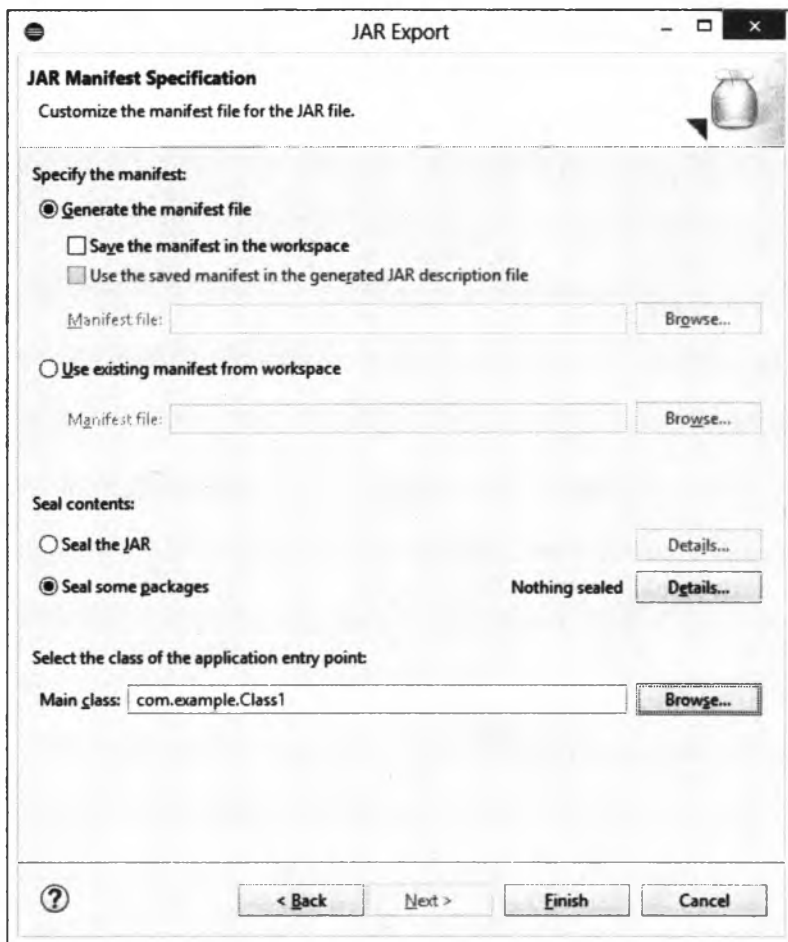 JAR Export
JAR Manifest Specification
Customize the manifest file for the JAR file.
Specify the manifest:
Generate the manifest file
Save the manifest in the workspace
Use the saved manifest in the generated JAR description file
Manifest file: Browse...
Use existing manifest from workspace
Manifest file: Browse...
Seal contents:
Seal the JAR Details...
Seal some packages Nothing sealed Details...
Select the class of the application entry point:
Main class: com.example.Class1 Browse...
? < Back Next > Finish Cancel